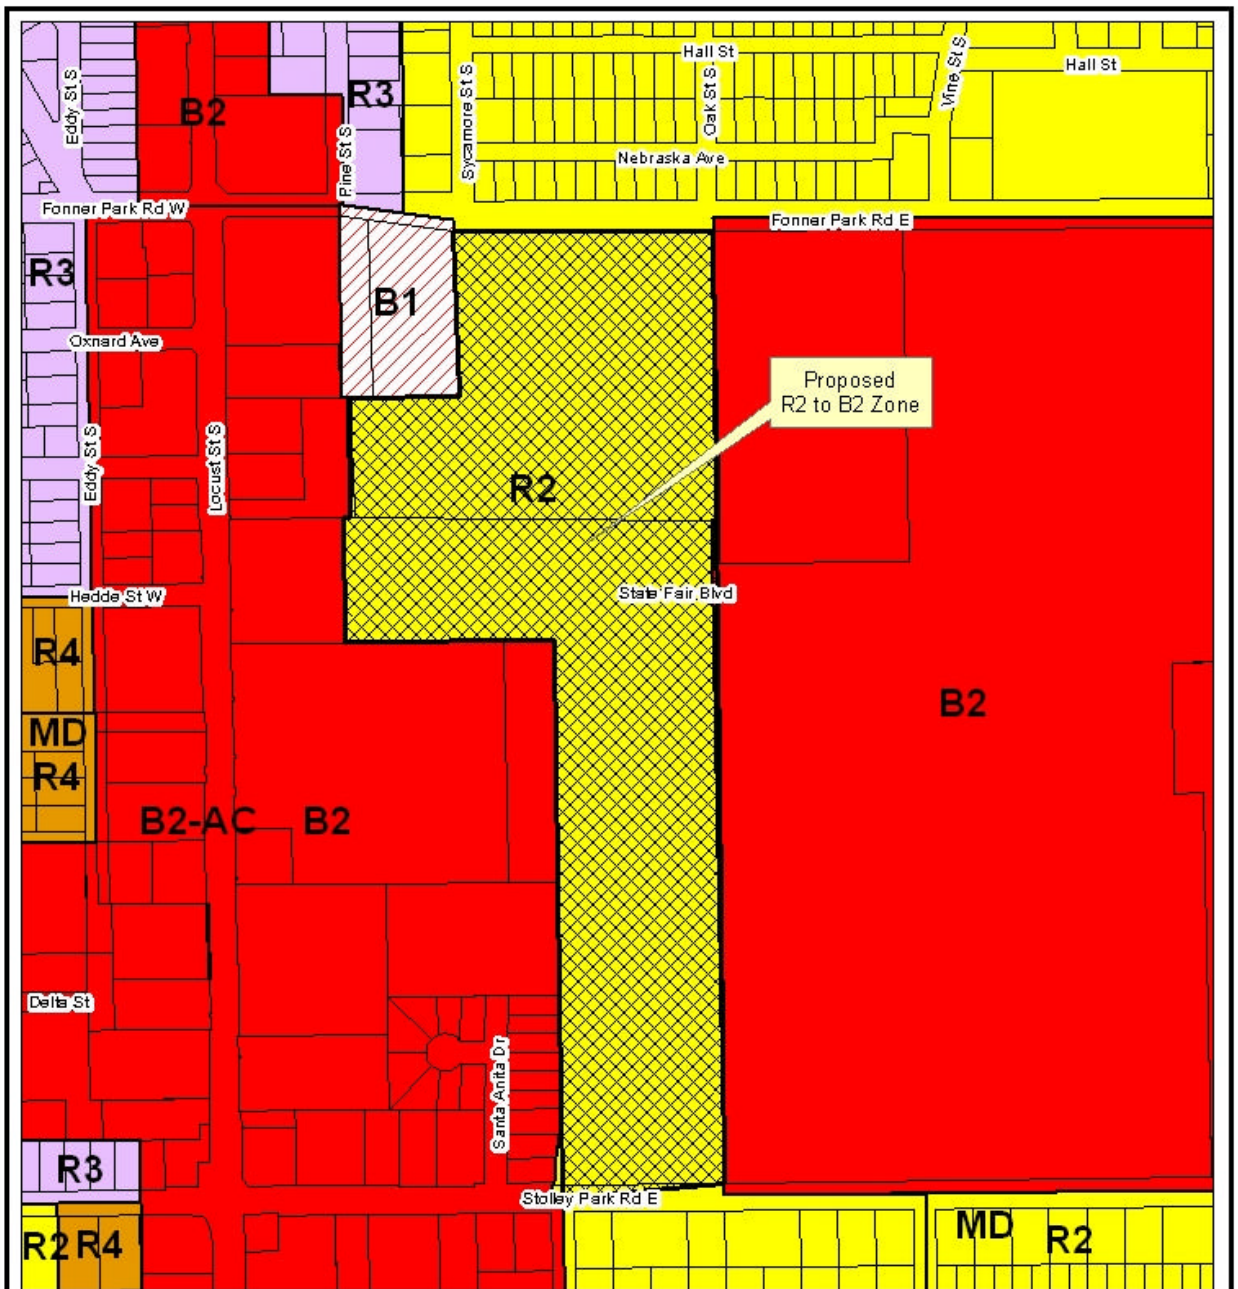 Hall St
Hall St
Eddy St S
Sycamore St S
Oak St S
Vine St S
R3
B2
Pine St S
Nebraska Ave
Fonner Park Rd W
Fonner Park Rd E
R3
B1
Oxnard Ave
Proposed
R2 to B2 Zone
Eddy St S
Locust St S
R2
Hedde St W
State Fair Blvd
R4
B2
MD
R4
B2-AC
B2
Delta St
Santa Anita Dr
R3
Stolley Park Rd E
MD
R2
R2
R4